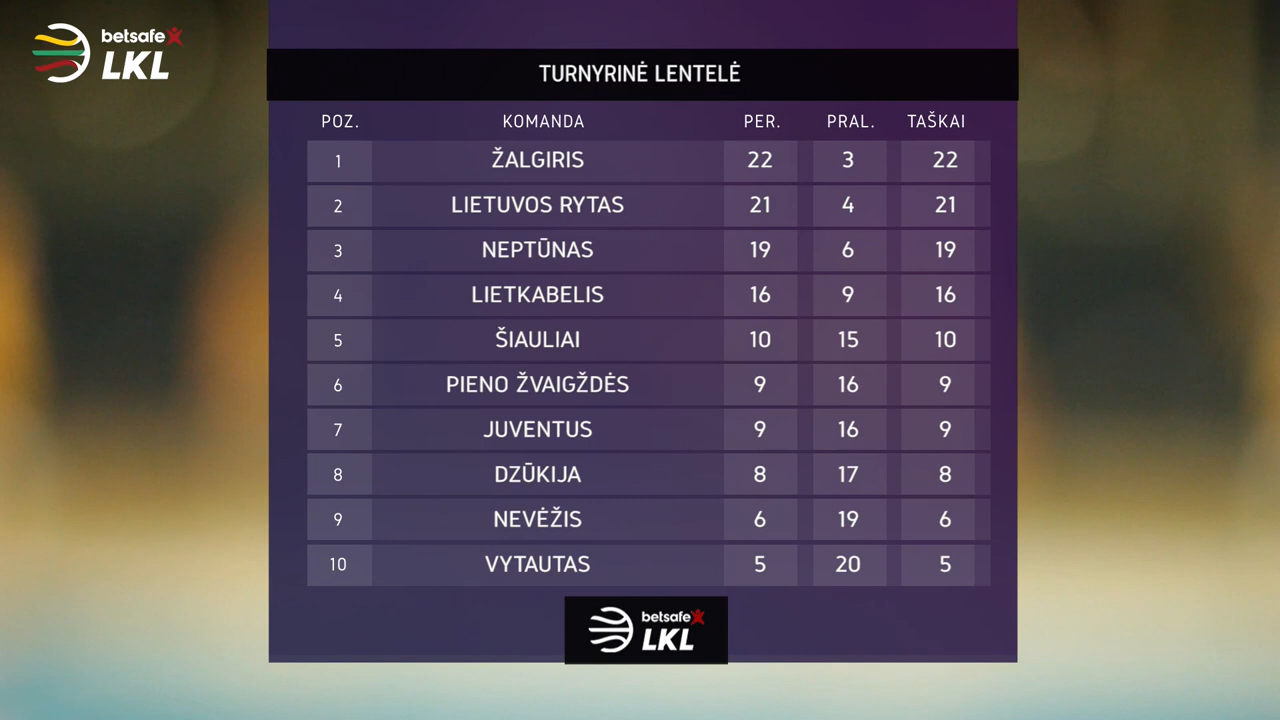 betsafe
LKL
TURNYRINĖ LENTELĖ
POZ. KOMANDA PER. PRAL. TAŠKAI
1 ŽALGIRIS 22 3 22
2 LIETUVOS RYTAS 21 4 21
3 NEPTŪNAS 19 6 19
4 LIETKABELIS 16 9 16
5 ŠIAULIAI 10 15 10
6 PIENO ŽVAIGŽDĖS 9 16 9
7 JUVENTUS 9 16 9
8 DZŪKIJA 8 17 8
9 NEVĖŽIS 6 19 6
10 VYTAUTAS 5 20 5
betsafe
LKL